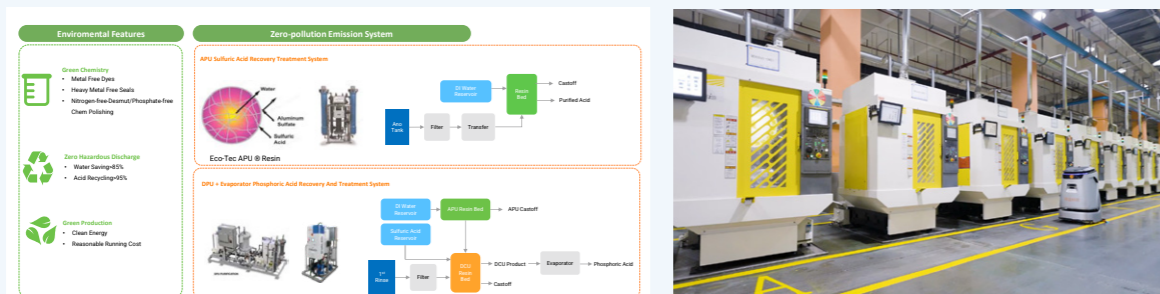 Enviromental Features
Green Chemistry
• Metal Free Dyes
• Heavy Metal Free Seals
• Nitrogen-free-Desmut/Phosphate-free
Chem Polishing
Zero Hazardous Discharge
• Water Saving≈85%
• Acid Recycling≈95%
Green Production
• Clean Energy
• Reasonable Running Cost
Zero-pollution Emission System
APU Sulfuric Acid Recovery Treatment System
Water
Aluminum
Sulfate
Sulfuric
Acid
Eco-Tec APU ® Resin
DI Water
Reservoir
Resin
Bed
Castoff
Purified Acid
Ano
Tank
Filter
Transfer
DPU + Evaporator Phosphoric Acid Recovery And Treatment System
DI Water
Reservoir
APU Resin Bed
APU Castoff
Sulfuric Acid
Reservoir
1st
Rinse
Filter
DCU
Resin
Bed
DCU Product
Evaporator
Phosphoric Acid
Castoff